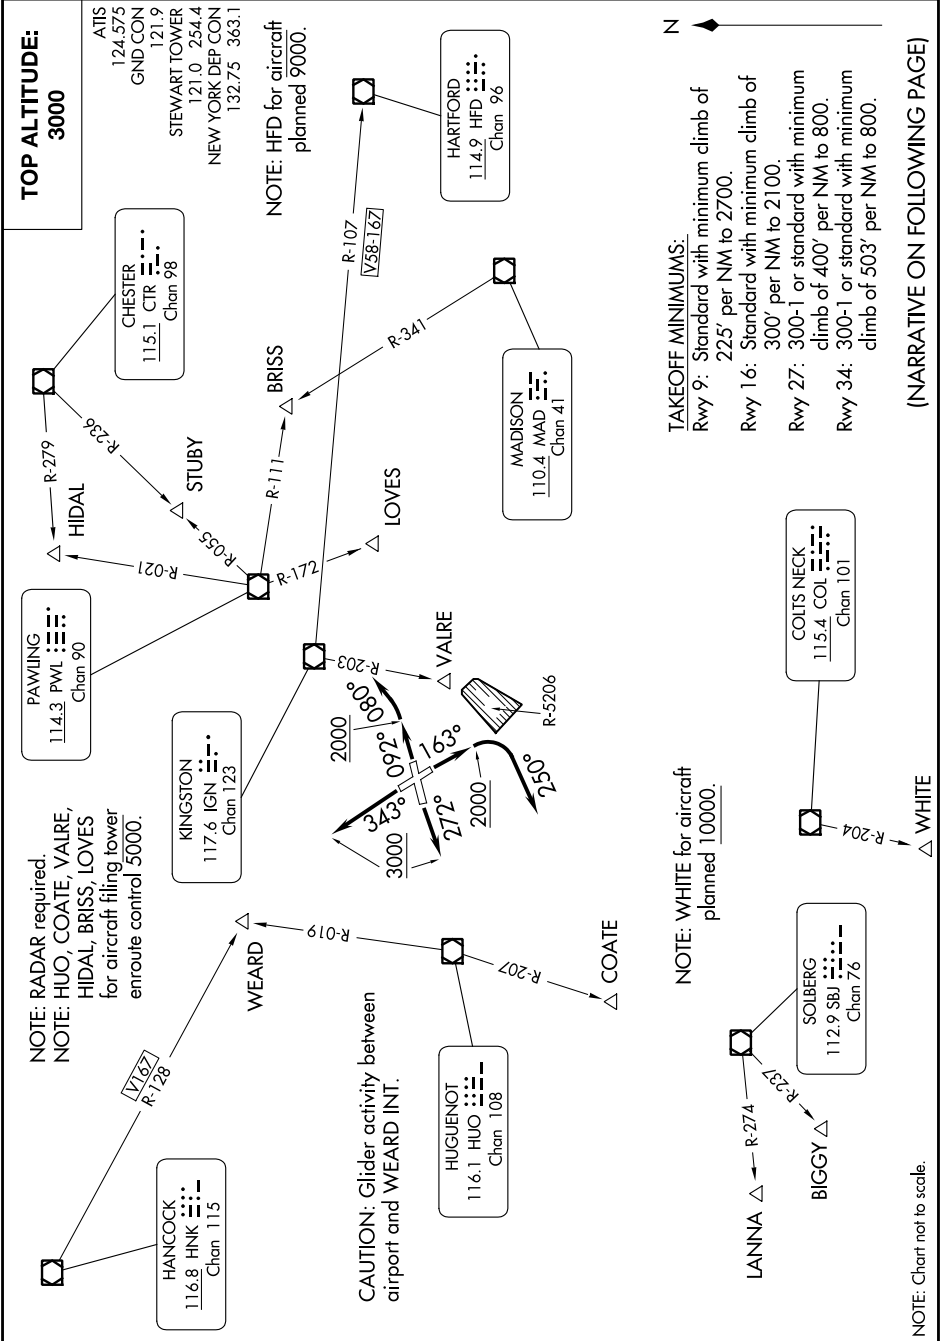 TOP ALTITUDE:
3000
ATIS
124.575
GND CON
121.9
STEWART TOWER
121.0 254.4
NEW YORK DEP CON
132.75 363.1
NOTE: RADAR required.
NOTE: HUO, COATE, VALRE,
HIDAL, BRISS, LOVES
for aircraft filing tower
enroute control 5000.
NOTE: HFD for aircraft
planned 9000.
HANCOCK
116.8 HNK
Chan 115
V167
R-128
WEARD
R-019
HUGUENOT
116.1 HUO
Chan 108
R-207
COATE
CAUTION: Glider activity between
airport and WEARD INT.
PAWLING
114.3 PWL
Chan 90
R-021
HIDAL
R-279
CHESTER
115.1 CTR
Chan 98
R-236
STUBY
R-055
R-111
BRISS
R-172
LOVES
R-341
MADISON
110.4 MAD
Chan 41
KINGSTON
117.6 IGN
Chan 123
R-107
V58-167
HARTFORD
114.9 HFD
Chan 96
R-203
VALRE
R-5206
343°
3000
272°
2000
092°
080°
163°
2000
250°
NOTE: WHITE for aircraft
planned 10000.
COLTS NECK
115.4 COL
Chan 101
R-204
WHITE
SOLBERG
112.9 SBJ
Chan 76
R-237
BIGGY
R-274
LANNA
N
TAKEOFF MINIMUMS:
Rwy 9: Standard with minimum climb of
225' per NM to 2700.
Rwy 16: Standard with minimum climb of
300' per NM to 2100.
Rwy 27: 300-1 or standard with minimum
climb of 400' per NM to 800.
Rwy 34: 300-1 or standard with minimum
climb of 503' per NM to 800.
(NARRATIVE ON FOLLOWING PAGE)
NOTE: Chart not to scale.